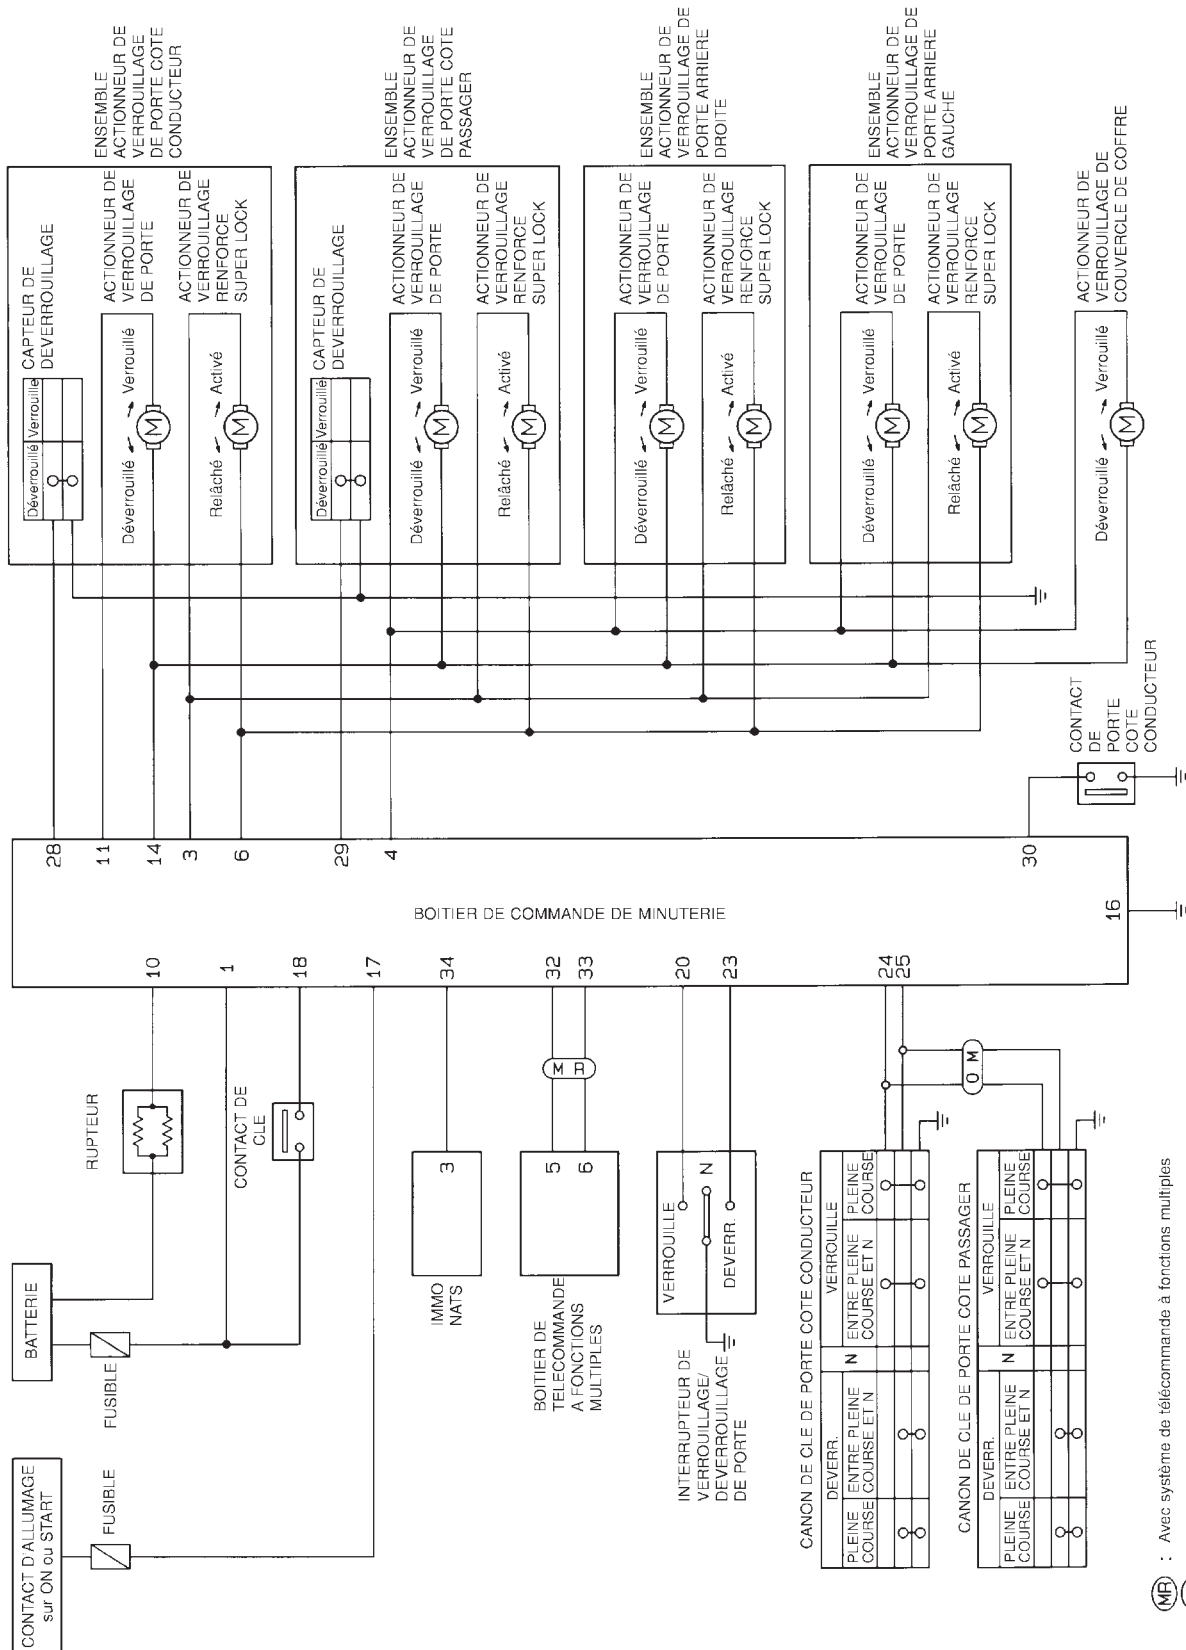 CONTACT D'ALLUMAGE
sur ON ou START
FUSIBLE
BATTERIE
FUSIBLE
RUPTEUR
CONTACT DE
CLE
10
1
18
17
IMMO
NATS
3
34
BOITIER DE
TELECOMMANDE
A FONCTIONS
MULTIPLES
5
6
M R
32
33
INTERRUPTEUR DE
VERROUILLAGE/
DEVERROUILLAGE
DE PORTE
VERROUILLE
N
DEVERR.
20
23
CANON DE CLE DE PORTE COTE CONDUCTEUR
DEVERR.
N
VERROUILLE
PLEINE
COURSE
ENTRE PLEINE
COURSE ET N
ENTRE PLEINE
COURSE ET N
PLEINE
COURSE
CANON DE CLE DE PORTE COTE PASSAGER
DEVERR.
N
VERROUILLE
PLEINE
COURSE
ENTRE PLEINE
COURSE ET N
ENTRE PLEINE
COURSE ET N
PLEINE
COURSE
O M
24
25
BOITIER DE COMMANDE DE MINUTERIE
16
28
11
14
3
6
29
4
30
CONTACT
DE
PORTE
COTE
CONDUCTEUR
Déverrouillé
Verrouillé
CAPTEUR DE
DEVERROUILLAGE
Déverrouillé
M
Verrouillé
ACTIONNEUR DE
VERROUILLAGE
DE PORTE
Relâché
M
Activé
ACTIONNEUR DE
VERROUILLAGE
RENFORCE
SUPER LOCK
ENSEMBLE
ACTIONNEUR DE
VERROUILLAGE
DE PORTE COTE
CONDUCTEUR
Déverrouillé
Verrouillé
CAPTEUR DE
DEVERROUILLAGE
Déverrouillé
M
Verrouillé
ACTIONNEUR DE
VERROUILLAGE
DE PORTE
Relâché
M
Activé
ACTIONNEUR DE
VERROUILLAGE
RENFORCE
SUPER LOCK
ENSEMBLE
ACTIONNEUR DE
VERROUILLAGE
DE PORTE COTE
PASSAGER
Déverrouillé
M
Verrouillé
ACTIONNEUR DE
VERROUILLAGE
DE PORTE
Relâché
M
Activé
ACTIONNEUR DE
VERROUILLAGE
RENFORCE
SUPER LOCK
ENSEMBLE
ACTIONNEUR DE
VERROUILLAGE DE
PORTE ARRIERE
DROITE
Déverrouillé
M
Verrouillé
ACTIONNEUR DE
VERROUILLAGE
DE PORTE
Relâché
M
Activé
ACTIONNEUR DE
VERROUILLAGE
RENFORCE
SUPER LOCK
ENSEMBLE
ACTIONNEUR DE
VERROUILLAGE DE
PORTE ARRIERE
GAUCHE
Déverrouillé
M
Verrouillé
ACTIONNEUR DE
VERROUILLAGE DE
COUVERCLE DE COFFRE
MR : Avec système de télécommande à fonctions multiples